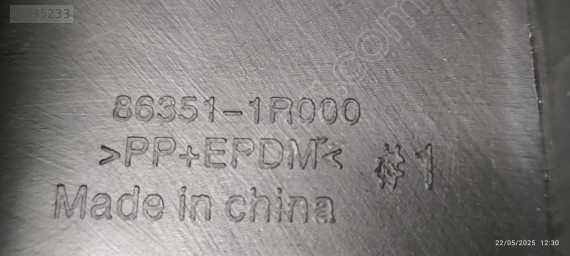 86351-1R000
>PP+EPDM<
#1
Made in china
22/05/2025 12:30